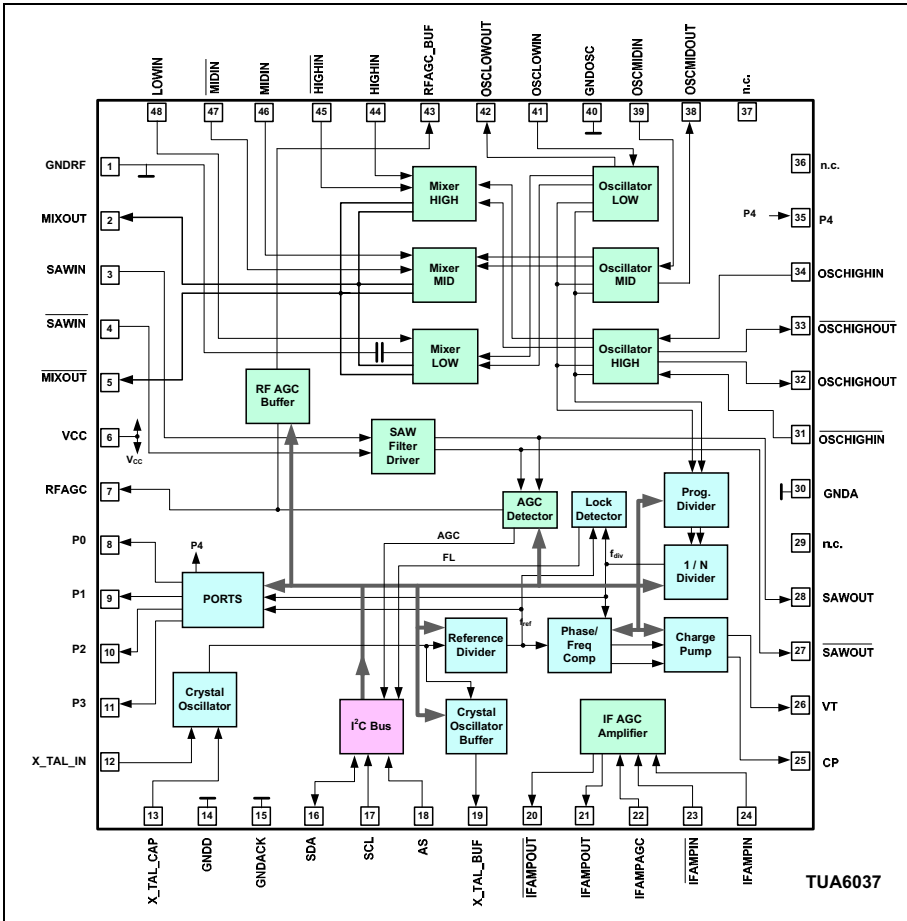 LOWIN
MIDIN
MIDIN
HIGHIN
HIGHIN
RFAGC_BUF
OSCLOWOUT
OSCLOWIN
GNDOSC
OSCMIDIN
OSCMIDOUT
n.c.
48
47
46
45
44
43
42
41
40
39
38
37
GNDRF
1
MIXOUT
2
SAWIN
3
SAWIN
4
MIXOUT
5
VCC
6
VCC
RFAGC
7
P0
8
P1
9
P2
10
P3
11
X_TAL_IN
12
36
n.c.
P4
35
P4
34
OSCHIGHIN
33
OSCHIGHOUT
32
OSCHIGHOUT
31
OSCHIGHIN
30
GNDA
29
n.c.
28
SAWOUT
27
SAWOUT
26
VT
25
CP
Mixer
HIGH
Oscillator
LOW
Mixer
MID
Oscillator
MID
Mixer
LOW
Oscillator
HIGH
RF AGC
Buffer
SAW
Filter
Driver
AGC
Detector
Lock
Detector
Prog.
Divider
1 / N
Divider
AGC
FL
fdiv
fref
P4
PORTS
Reference
Divider
Phase/
Freq
Comp
Charge
Pump
Crystal
Oscillator
I2C Bus
Crystal
Oscillator
Buffer
IF AGC
Amplifier
13
14
15
16
17
18
19
20
21
22
23
24
X_TAL_CAP
GNDD
GNDACK
SDA
SCL
AS
X_TAL_BUF
IFAMPOUT
IFAMPOUT
IFAMPAGC
IFAMPIN
IFAMPIN
TUA6037